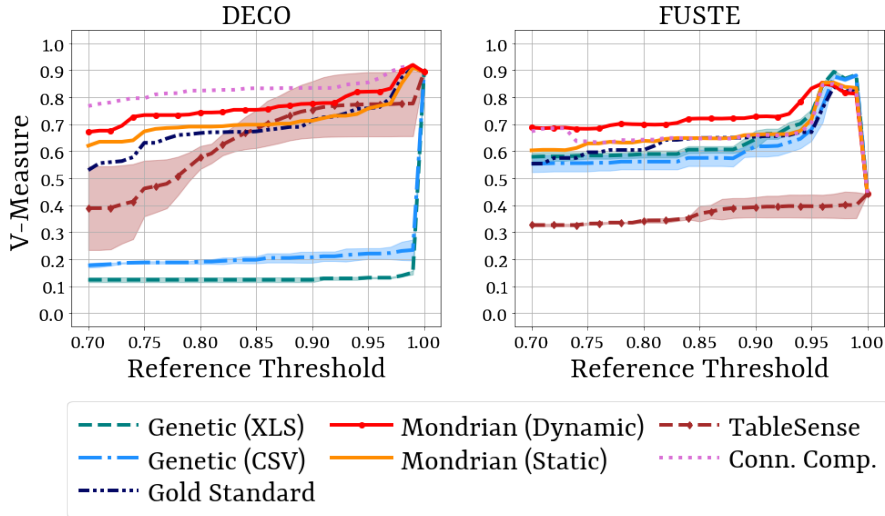 DECO
FUSTE
V-Measure
1.0
0.9
0.8
0.7
0.6
0.5
0.4
0.3
0.2
0.1
0.0
0.70 0.75 0.80 0.85 0.90 0.95 1.00
Reference Threshold
1.0
0.9
0.8
0.7
0.6
0.5
0.4
0.3
0.2
0.1
0.0
0.70 0.75 0.80 0.85 0.90 0.95 1.00
Reference Threshold
Genetic (XLS) Mondrian (Dynamic) TableSense
Genetic (CSV) Mondrian (Static) Conn. Comp.
Gold Standard